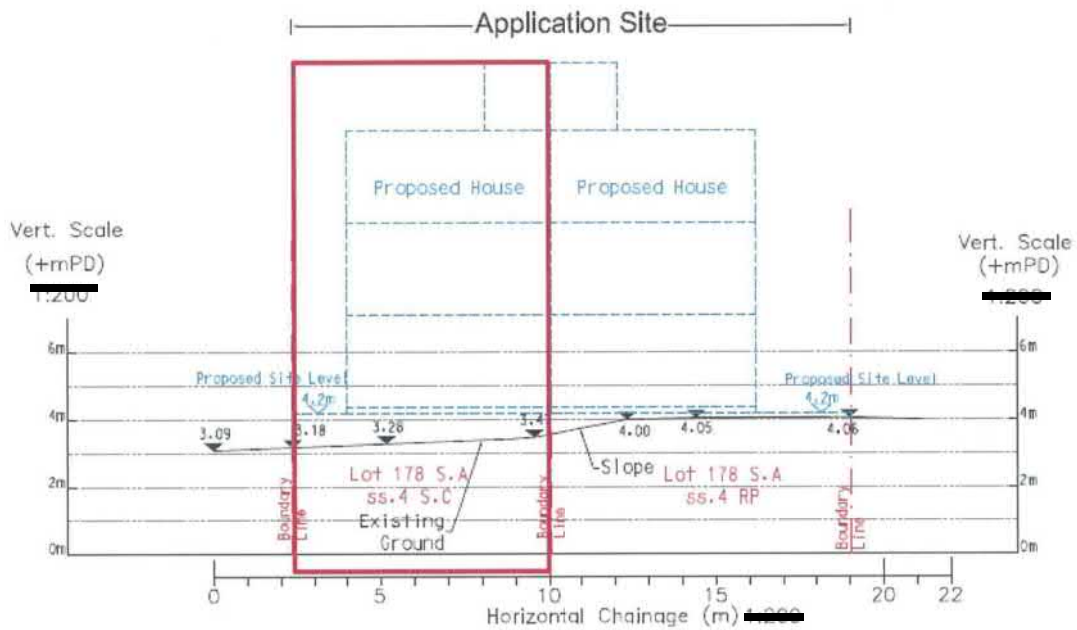 Application Site
Proposed House
Proposed House
Vert. Scale
(+mPD)
1:200
Vert. Scale
(+mPD)
6m
6m
Proposed Site Level
4.2m
Proposed Site Level
4.2m
4m
4m
3.09
3.18
3.28
3.4
4.00
4.05
4.06
Slope
Lot 178 S.A
ss.4 S.C
Lot 178 S.A
ss.4 RP
2m
2m
Boundary
Line
Boundary
Line
Boundary
Line
Existing
Ground
0m
0m
0 5 10 15 20 22
Horizontal Chainage (m)